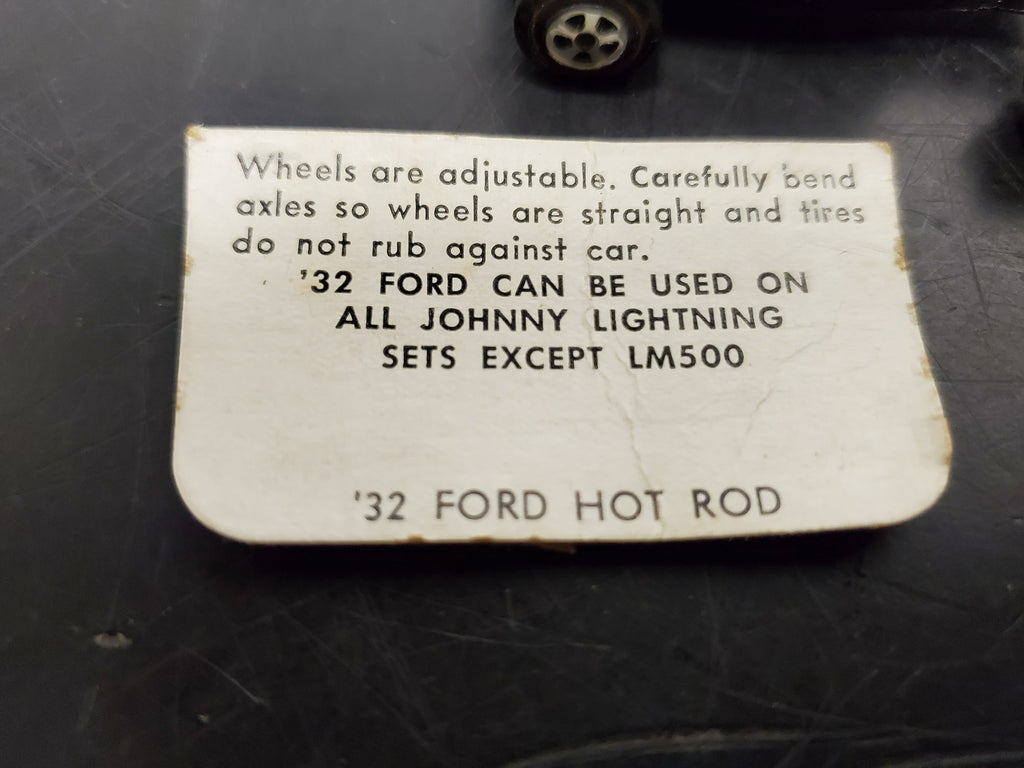 Wheels are adjustable. Carefully bend
axles so wheels are straight and tires
do not rub against car.
'32 FORD CAN BE USED ON
ALL JOHNNY LIGHTNING
SETS EXCEPT LM500
'32 FORD HOT ROD